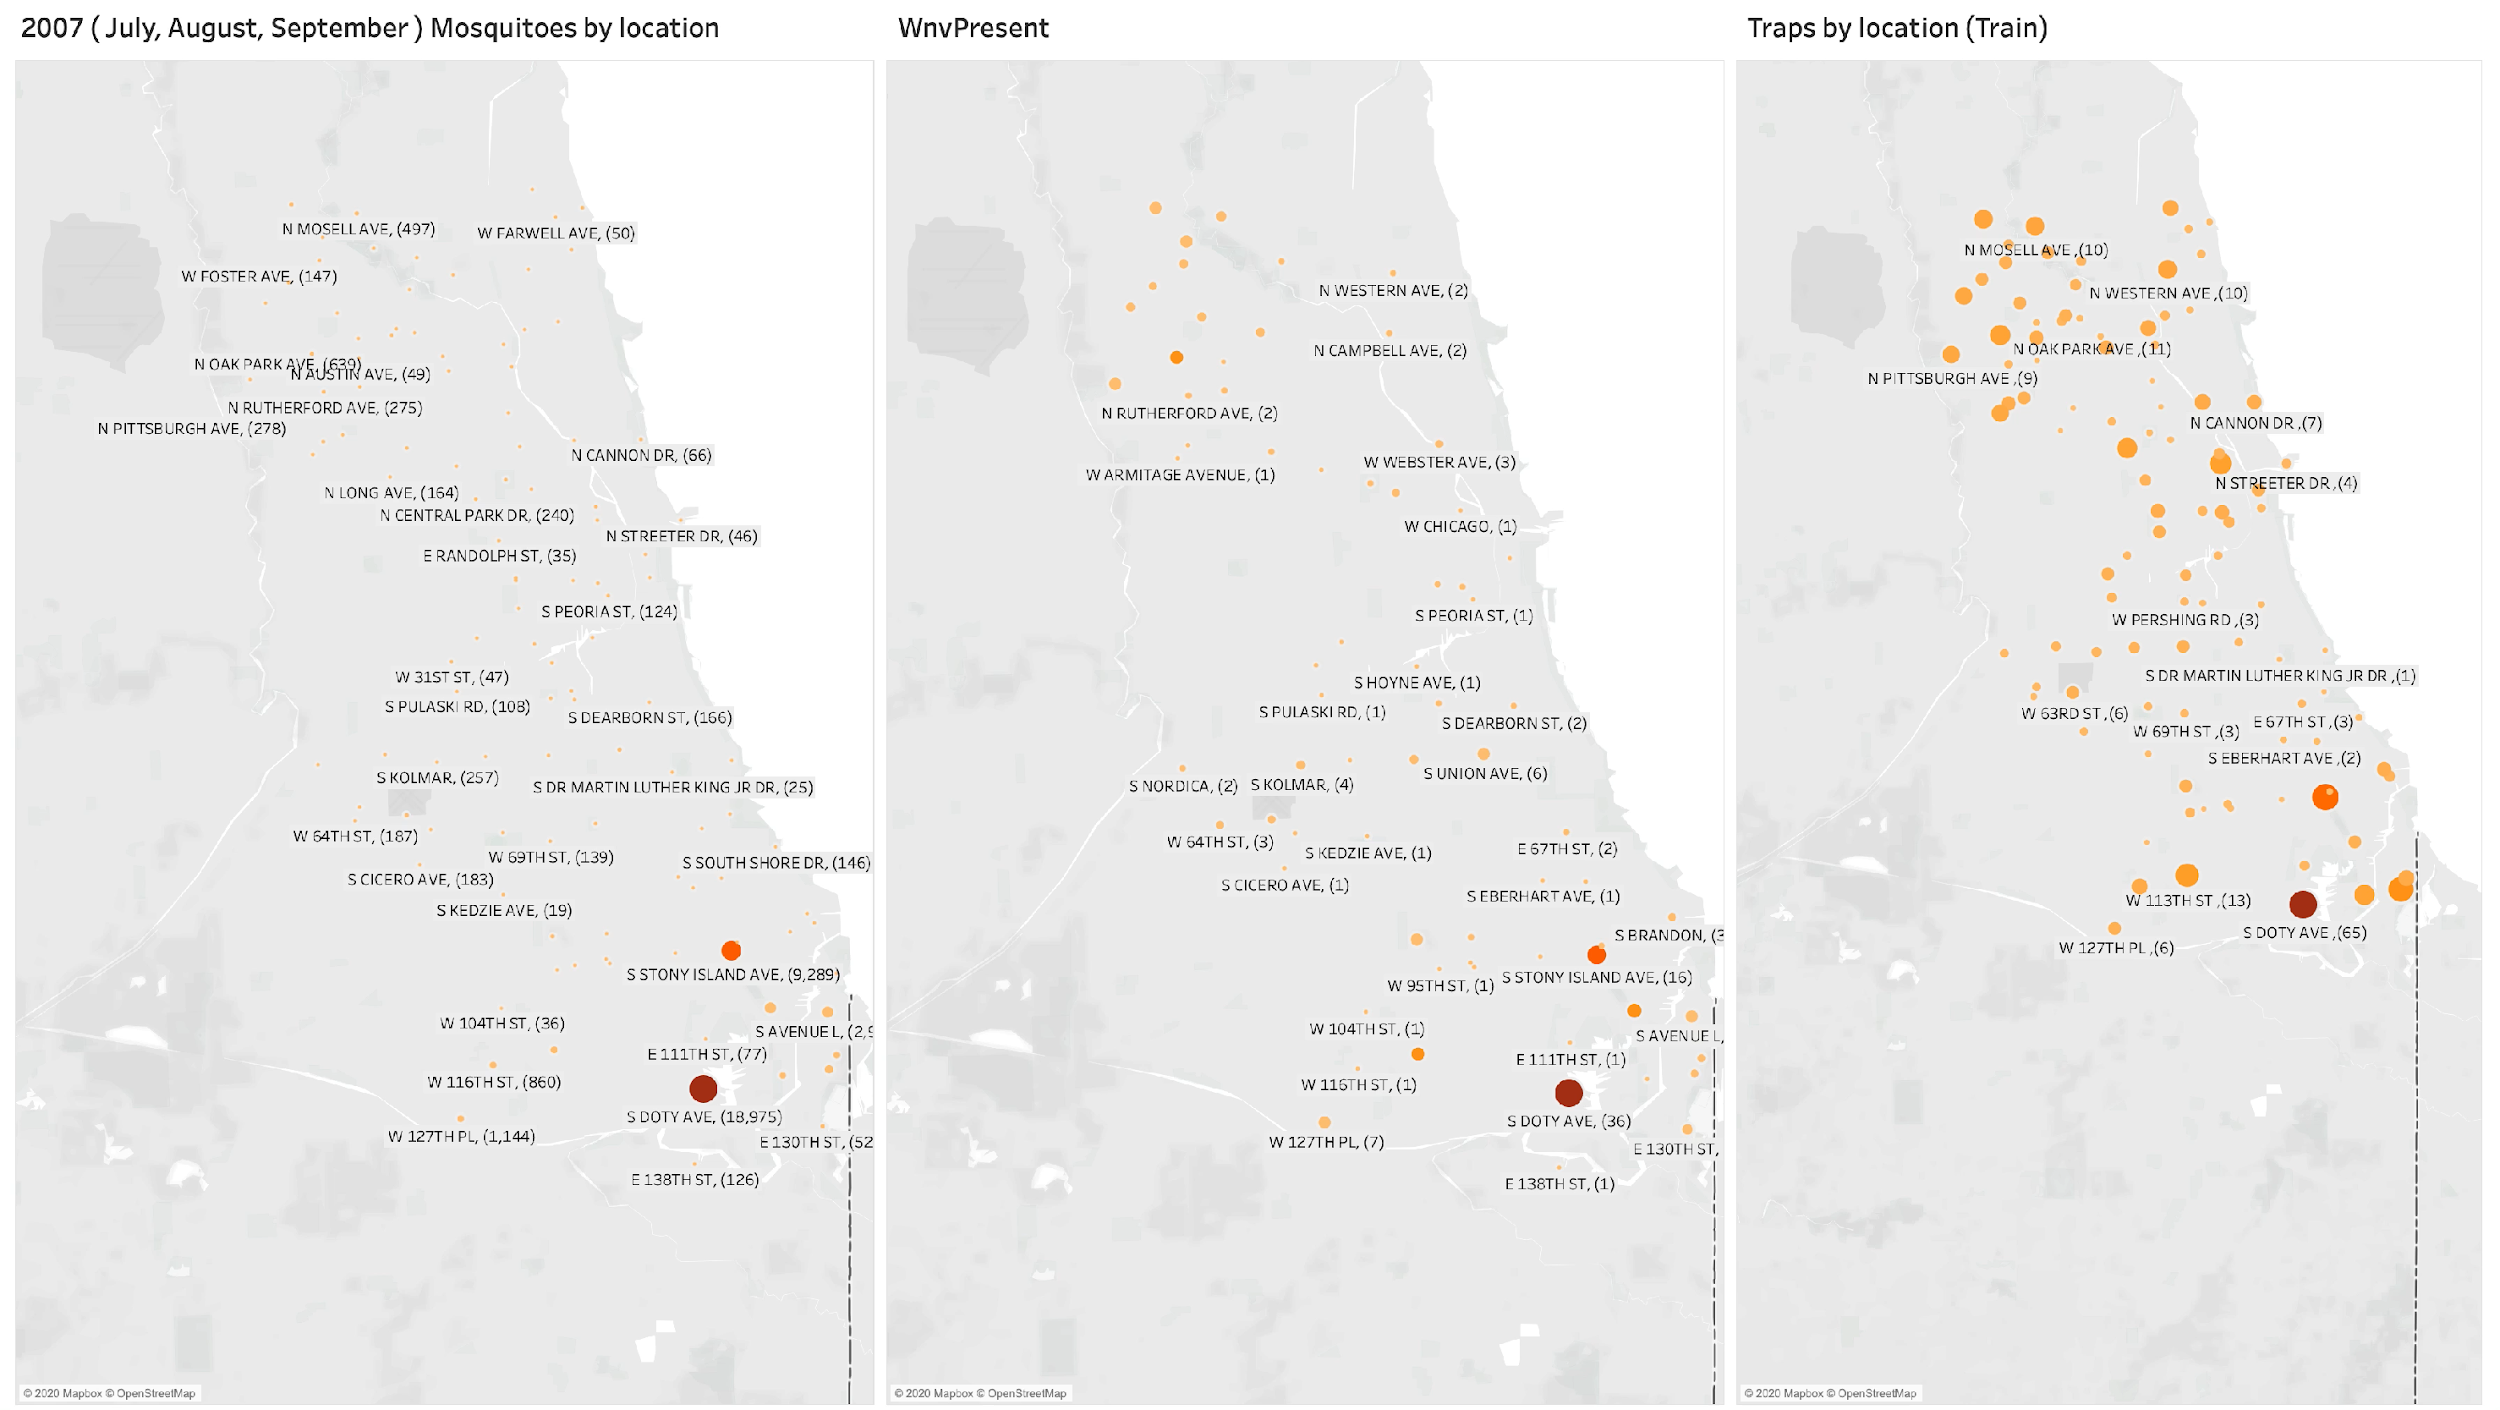 2007 ( July, August, September ) Mosquitoes by location
N MOSELL AVE, (497)
W FARWELL AVE, (50)
W FOSTER AVE, (147)
N OAK PARK AVE, (639)
N AUSTIN AVE, (49)
N RUTHERFORD AVE, (275)
N PITTSBURGH AVE, (278)
N CANNON DR, (66)
N LONG AVE, (164)
N CENTRAL PARK DR, (240)
N STREETER DR, (46)
E RANDOLPH ST, (35)
S PEORIA ST, (124)
W 31ST ST, (47)
S PULASKI RD, (108)
S DEARBORN ST, (166)
S KOLMAR, (257)
S DR MARTIN LUTHER KING JR DR, (25)
W 64TH ST, (187)
W 69TH ST, (139)
S SOUTH SHORE DR, (146)
S CICERO AVE, (183)
S KEDZIE AVE, (19)
S STONY ISLAND AVE, (9,289)
W 104TH ST, (36)
S AVENUE L, (2,9
E 111TH ST, (77)
W 116TH ST, (860)
S DOTY AVE, (18,975)
W 127TH PL, (1,144)
E 130TH ST, (52
E 138TH ST, (126)
© 2020 Mapbox © OpenStreetMap
WnvPresent
N WESTERN AVE, (2)
N CAMPBELL AVE, (2)
N RUTHERFORD AVE, (2)
W WEBSTER AVE, (3)
W ARMITAGE AVENUE, (1)
W CHICAGO, (1)
S PEORIA ST, (1)
S HOYNE AVE, (1)
S PULASKI RD, (1)
S DEARBORN ST, (2)
S UNION AVE, (6)
S NORDICA, (2)
S KOLMAR, (4)
W 64TH ST, (3)
S KEDZIE AVE, (1)
E 67TH ST, (2)
S CICERO AVE, (1)
S EBERHART AVE, (1)
S BRANDON, (3
S STONY ISLAND AVE, (16)
W 95TH ST, (1)
W 104TH ST, (1)
S AVENUE L,
E 111TH ST, (1)
W 116TH ST, (1)
S DOTY AVE, (36)
W 127TH PL, (7)
E 130TH ST,
E 138TH ST, (1)
© 2020 Mapbox © OpenStreetMap
Traps by location (Train)
N MOSELL AVE ,(10)
N WESTERN AVE ,(10)
N OAK PARK AVE ,(11)
N PITTSBURGH AVE ,(9)
N CANNON DR ,(7)
N STREETER DR ,(4)
W PERSHING RD ,(3)
S DR MARTIN LUTHER KING JR DR ,(1)
W 63RD ST ,(6)
E 67TH ST ,(3)
W 69TH ST ,(3)
S EBERHART AVE ,(2)
W 113TH ST ,(13)
S DOTY AVE ,(65)
W 127TH PL ,(6)
© 2020 Mapbox © OpenStreetMap